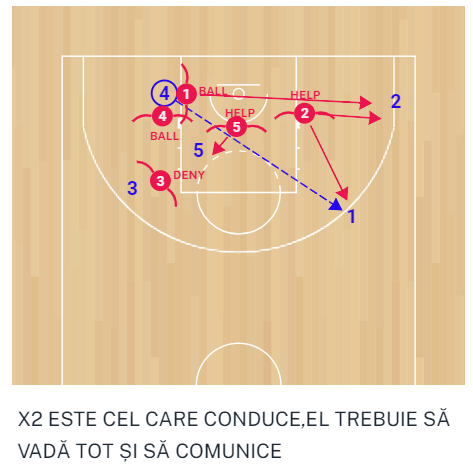 4
1
BALL
HELP
2
2
4
HELP
5
BALL
5
3
DENY
3
1
X2 ESTE CEL CARE CONDUCE,EL TREBUIE SĂ
VADĂ TOT ȘI SĂ COMUNICE